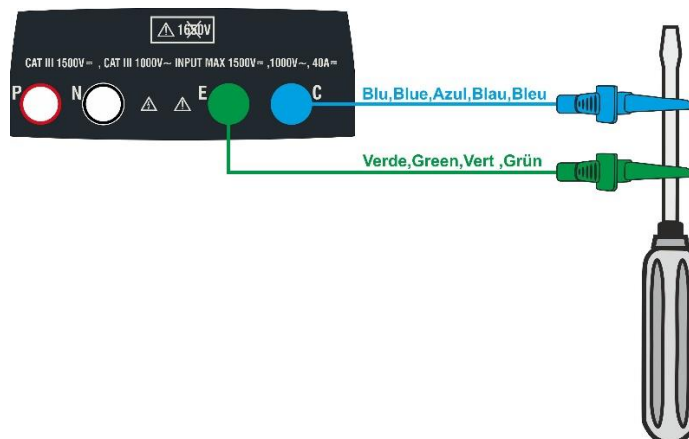 CAT III 1500V⎓ , CAT III 1000V~ INPUT MAX 1500V⎓ ,1000V~, 40A⎓
P N E C
Blu,Blue,Azul,Blau,Bleu
Verde,Green,Vert ,Grün